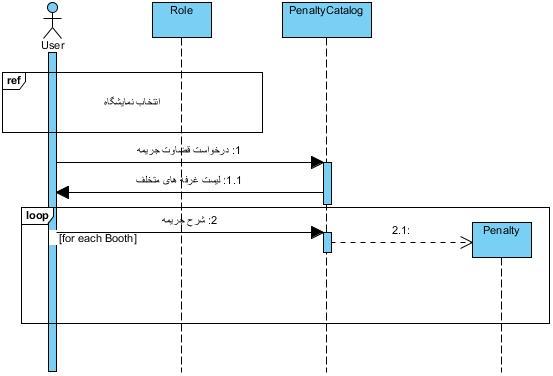 Role
PenaltyCatalog
User
ref
انتخاب نمایشگاه
1: درخواست قضاوت جریمه
1.1: لیست غرفه های متخلف
loop
2: شرح جریمه
[for each Booth]
2.1:
Penalty